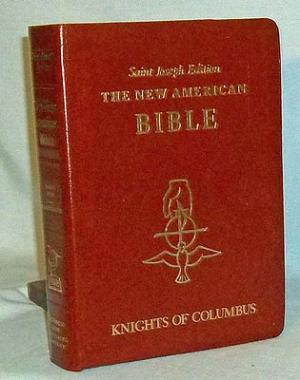 Saint Joseph Edition
THE NEW AMERICAN
BIBLE
KNIGHTS OF COLUMBUS